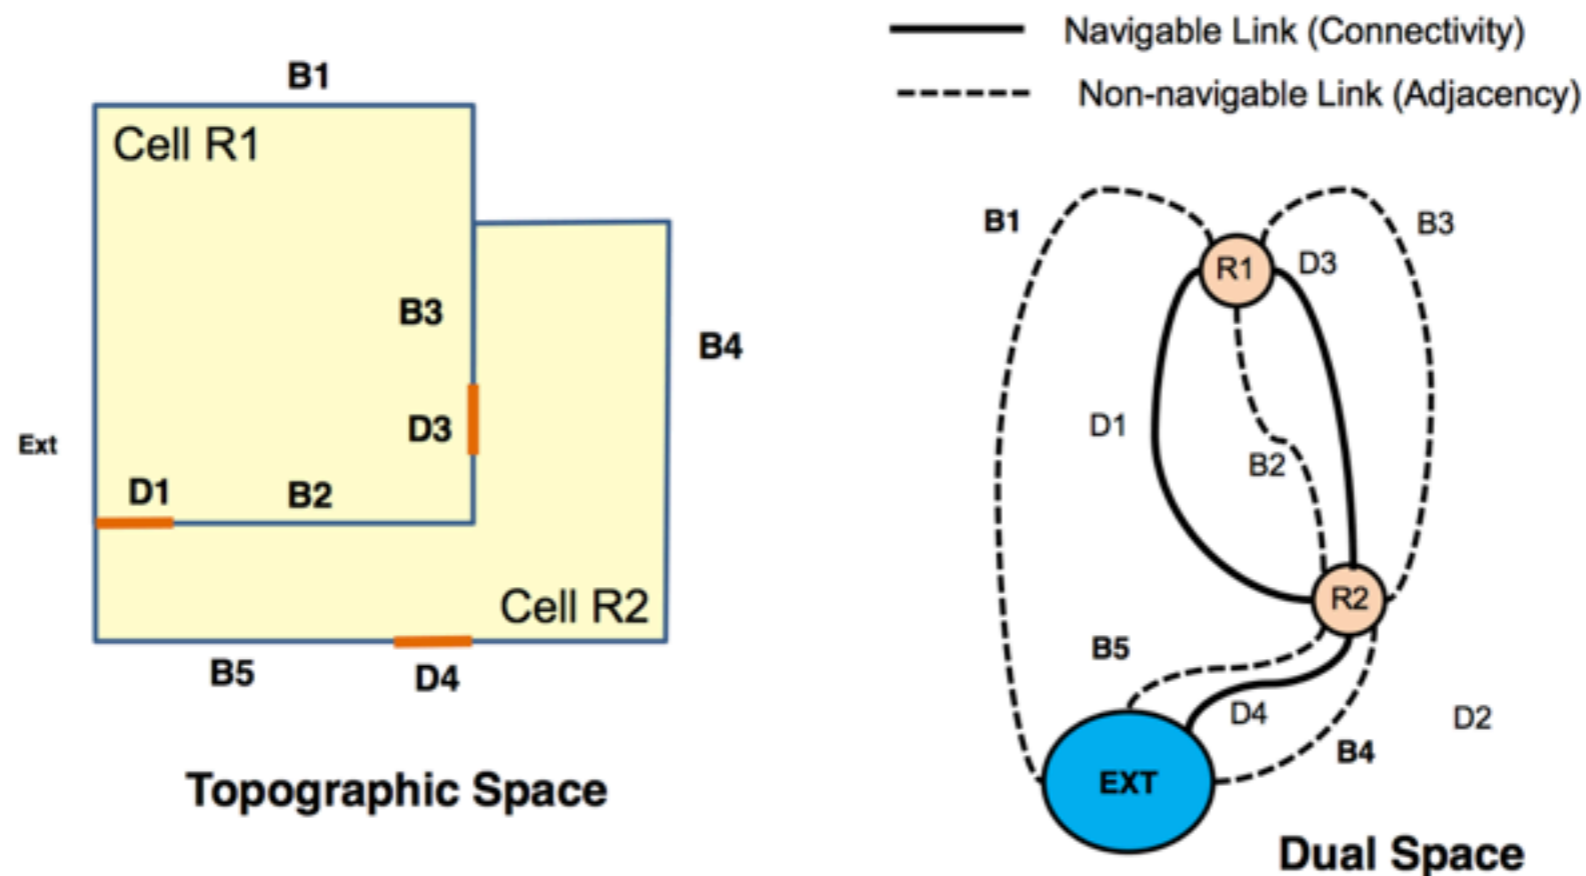 B1
Cell R1
B3
B4
D3
Ext
D1
B2
Cell R2
B5
D4
Topographic Space
Navigable Link (Connectivity)
Non-navigable Link (Adjacency)
B1
B3
R1
D3
D1
B2
R2
B5
D4
D2
B4
EXT
Dual Space